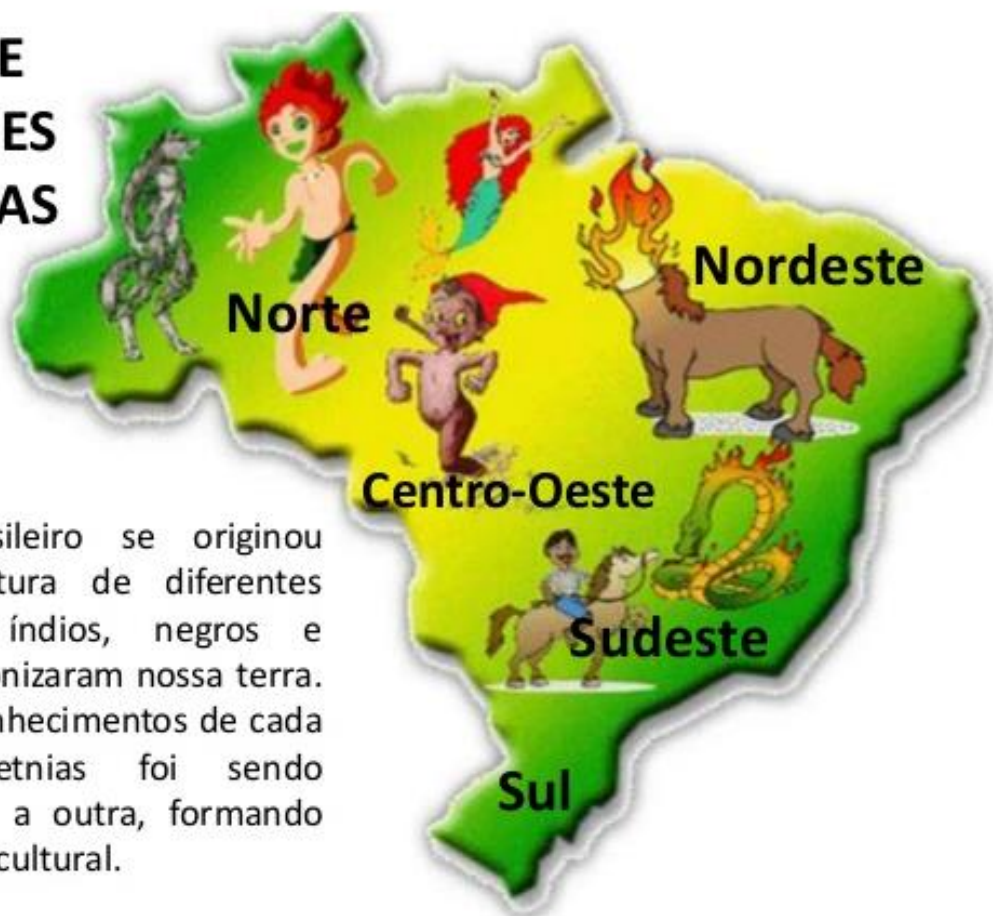 E
ES
AS
Nordeste
Norte
Centro-Oeste
sileiro se originou
tura de diferentes
índios, negros e
onizaram nossa terra.
nhecimentos de cada
etnias foi sendo
a outra, formando
cultural.
Sudeste
Sul